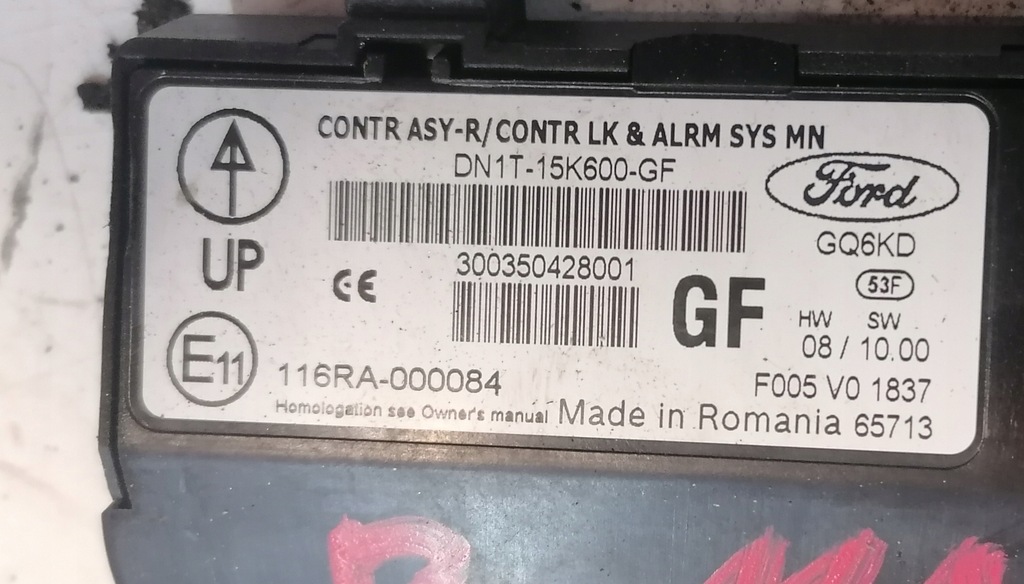 CONTR ASY-R/CONTR LK & ALRM SYS MN
DN1T-15K600-GF
Ford
UP
GQ6KD
300350428001
CE
53F
GF
HW SW
08 / 10.00
E11
116RA-000084
F005 V0 1837
Homologation see Owner's manual Made in Romania 65713